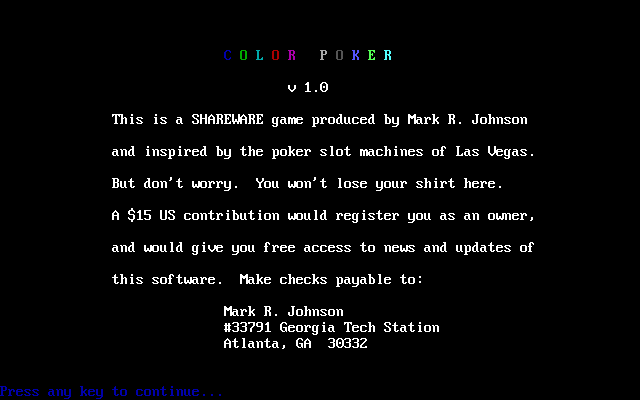 COLOR POKER
v 1.0
This is a SHAREWARE game produced by Mark R. Johnson
and inspired by the poker slot machines of Las Vegas.
But don't worry.  You won't lose your shirt here.
A $15 US contribution would register you as an owner,
and would give you free access to news and updates of
this software.  Make checks payable to:
Mark R. Johnson
#33791 Georgia Tech Station
Atlanta, GA  30332
Press any key to continue...